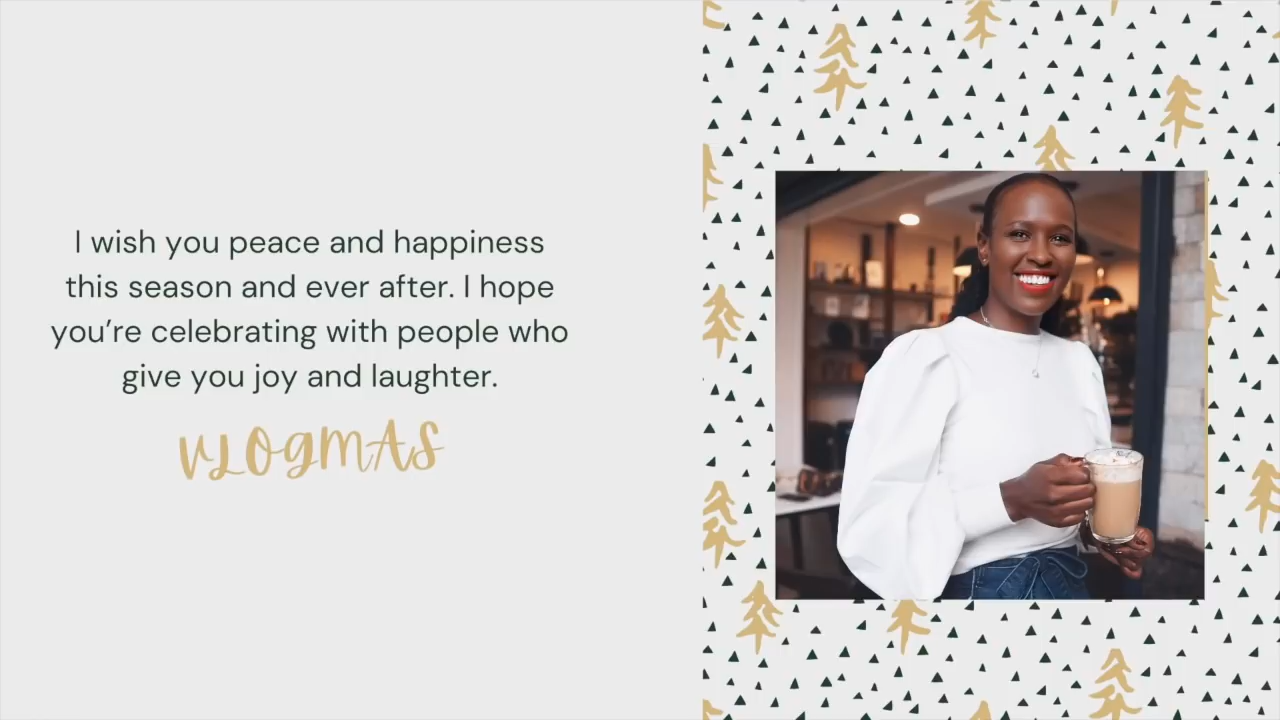 I wish you peace and happiness
this season and ever after. I hope
you’re celebrating with people who
give you joy and laughter.
VLOGMAS